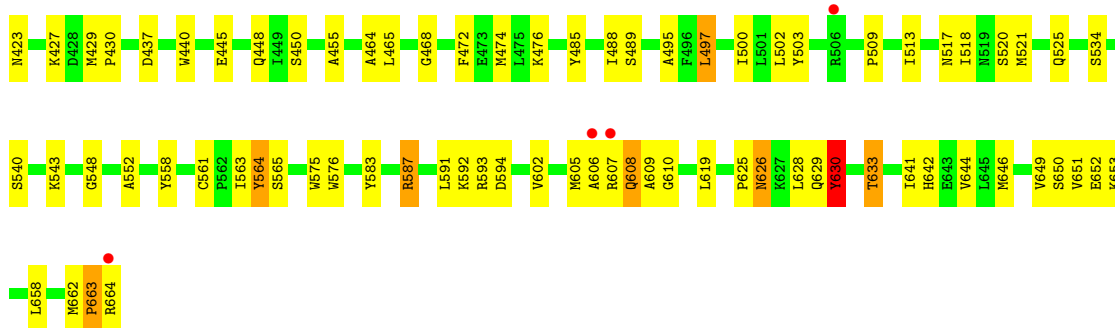 N423 K427 D428 M429 P430 D437 W440 E445 Q448 I449 S450 A455 A464 L465 G468 F472 E473 M474 L475 K476 Y485 I488 S489 A495 F496 L497 I500 L501 L502 Y503 R506 P509 I513 N517 I518 N519 S520 M521 Q525 S534
S540 K543 G548 A552 Y558 C561 P562 I563 Y564 S565 W575 W576 Y583 R587 L591 K592 R593 D594 V602 M605 A606 R607 Q608 A609 G610 L619 P625 N626 K627 L628 Q629 Y630 T633 I641 H642 E643 V644 L645 M646 V649 S650 V651 E652 K653
L658 M662 P663 R664